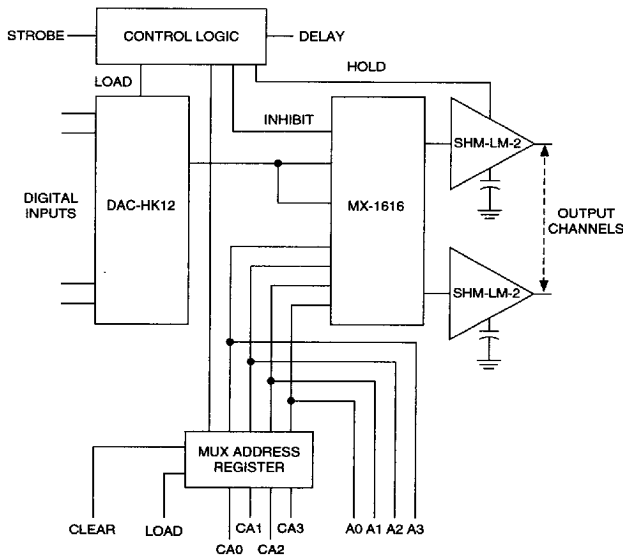 STROBE
CONTROL LOGIC
DELAY
LOAD
HOLD
INHIBIT
DIGITAL
INPUTS
DAC-HK12
MX-1616
SHM-LM-2
OUTPUT
CHANNELS
SHM-LM-2
MUX ADDRESS
REGISTER
CLEAR
LOAD
CA0
CA1
CA2
CA3
A0
A1
A2
A3